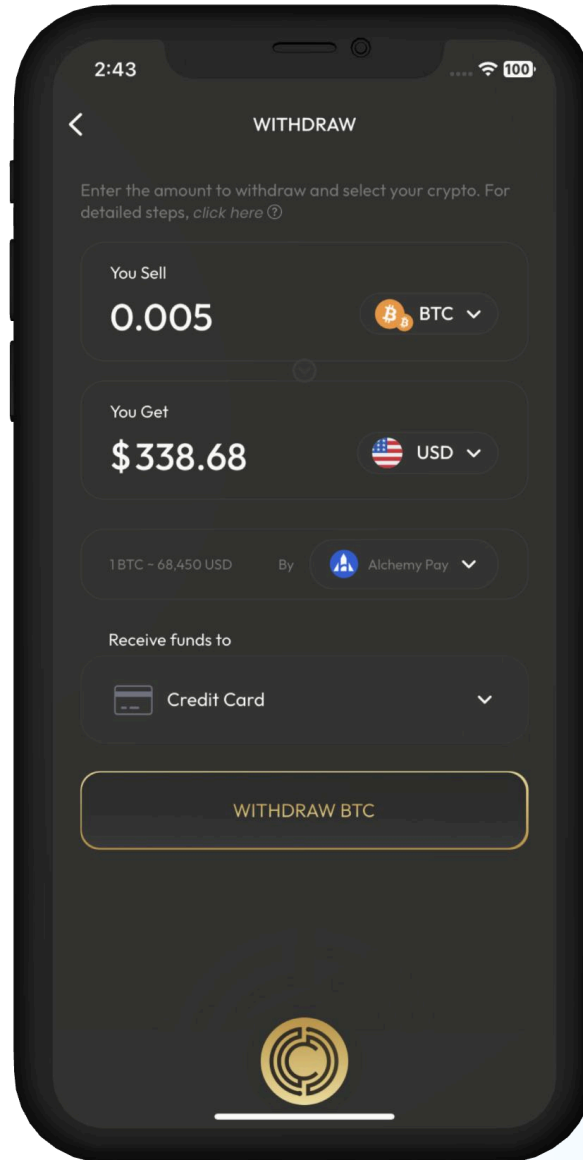 2:43
100
WITHDRAW
Enter the amount to withdraw and select your crypto. For
detailed steps, click here ?
You Sell
0.005
BTC
You Get
$338.68
USD
1 BTC ~ 68,450 USD By Alchemy Pay
Receive funds to
Credit Card
WITHDRAW BTC